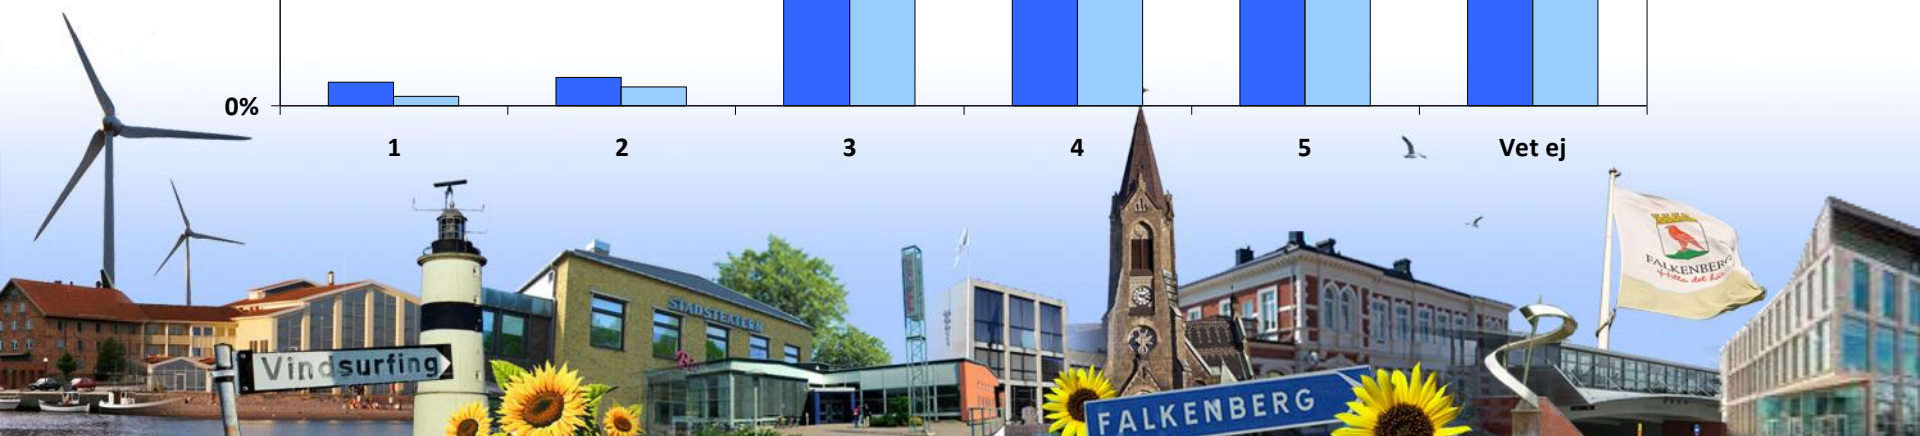 0%
1 2 3 4 5 Vet ej
STADSTEATERN
FALKENBERG
Vindsurfing
FALKENBERG